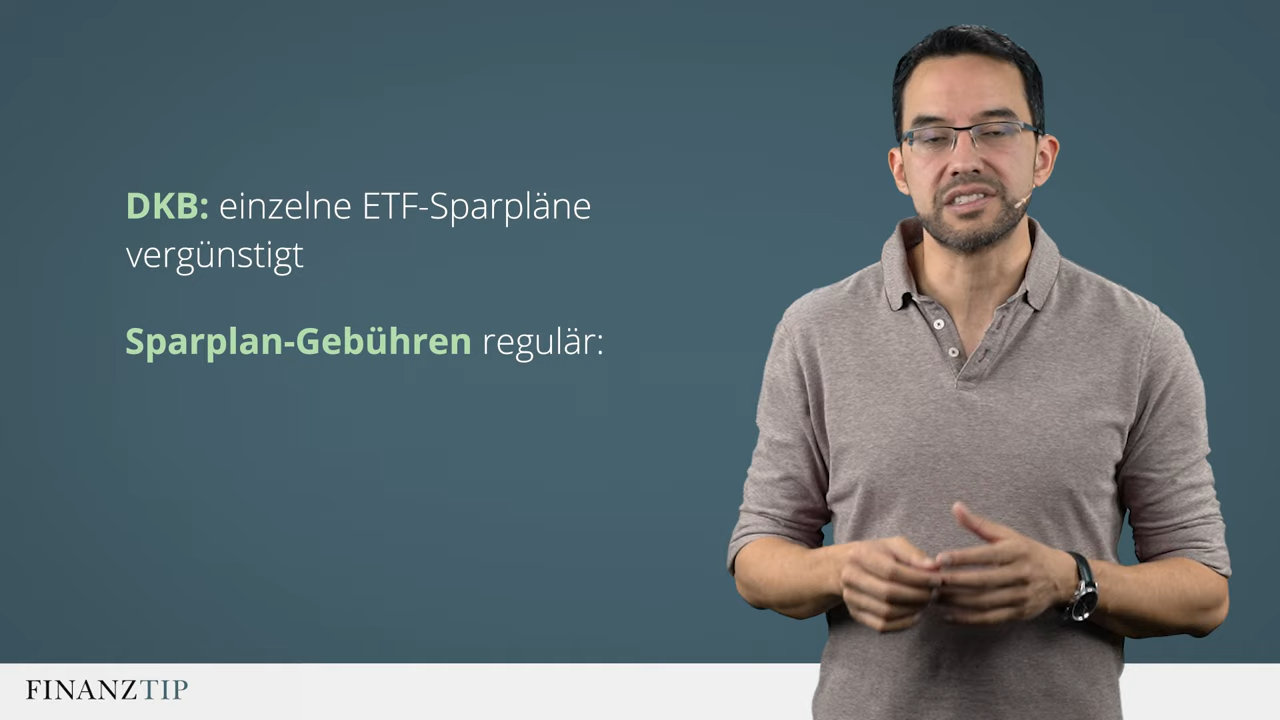 DKB: einzelne ETF-Sparpläne
vergünstigt
Sparplan-Gebühren regulär:
FINANZTIP